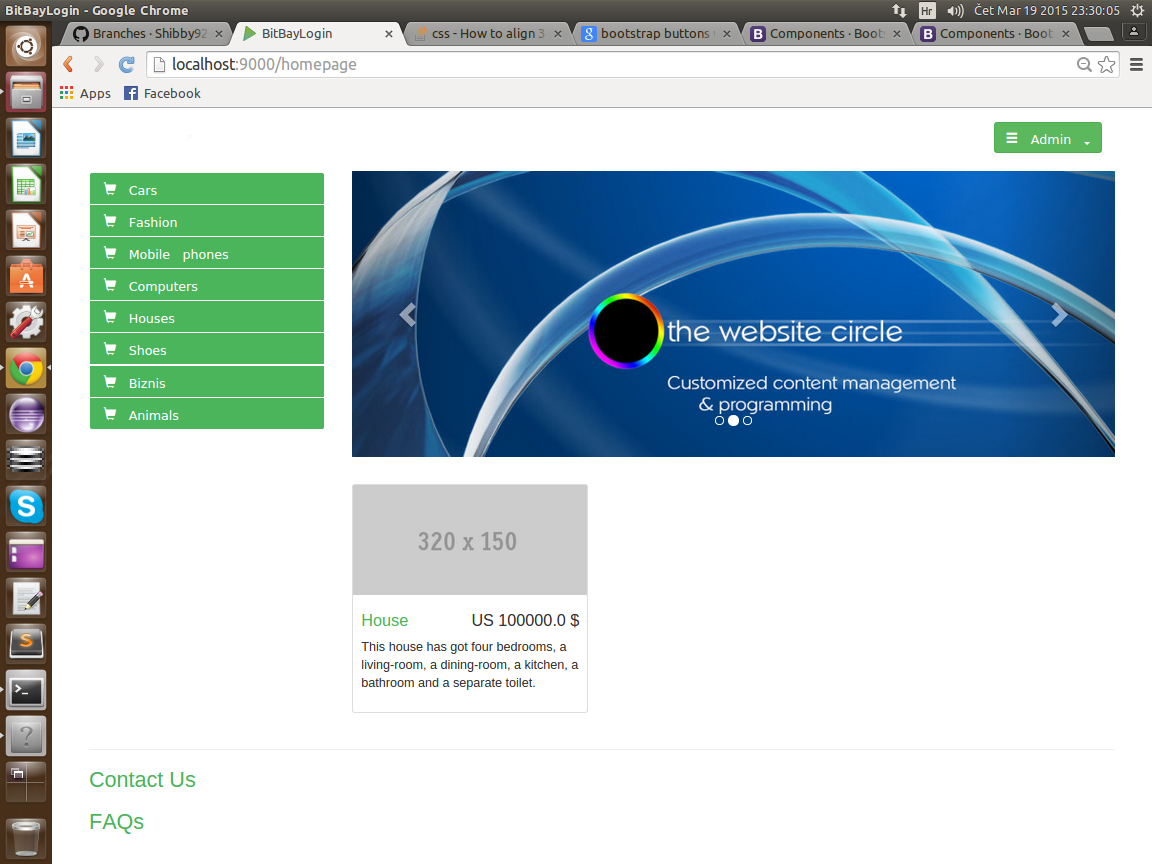 BitBayLogin - Google Chrome
Hr
Čet Mar 19 2015 23:30:05
Branches · Shibby92
BitBayLogin
css - How to align 3
bootstrap buttons
Components · Boots
Components · Boot
localhost:9000/homepage
Apps
Facebook
Admin
Cars
Fashion
Mobile phones
Computers
Houses
Shoes
Biznis
Animals
the website circle
Customized content management
& programming
320 x 150
House US 100000.0 $
This house has got four bedrooms, a
living-room, a dining-room, a kitchen, a
bathroom and a separate toilet.
Contact Us
FAQs